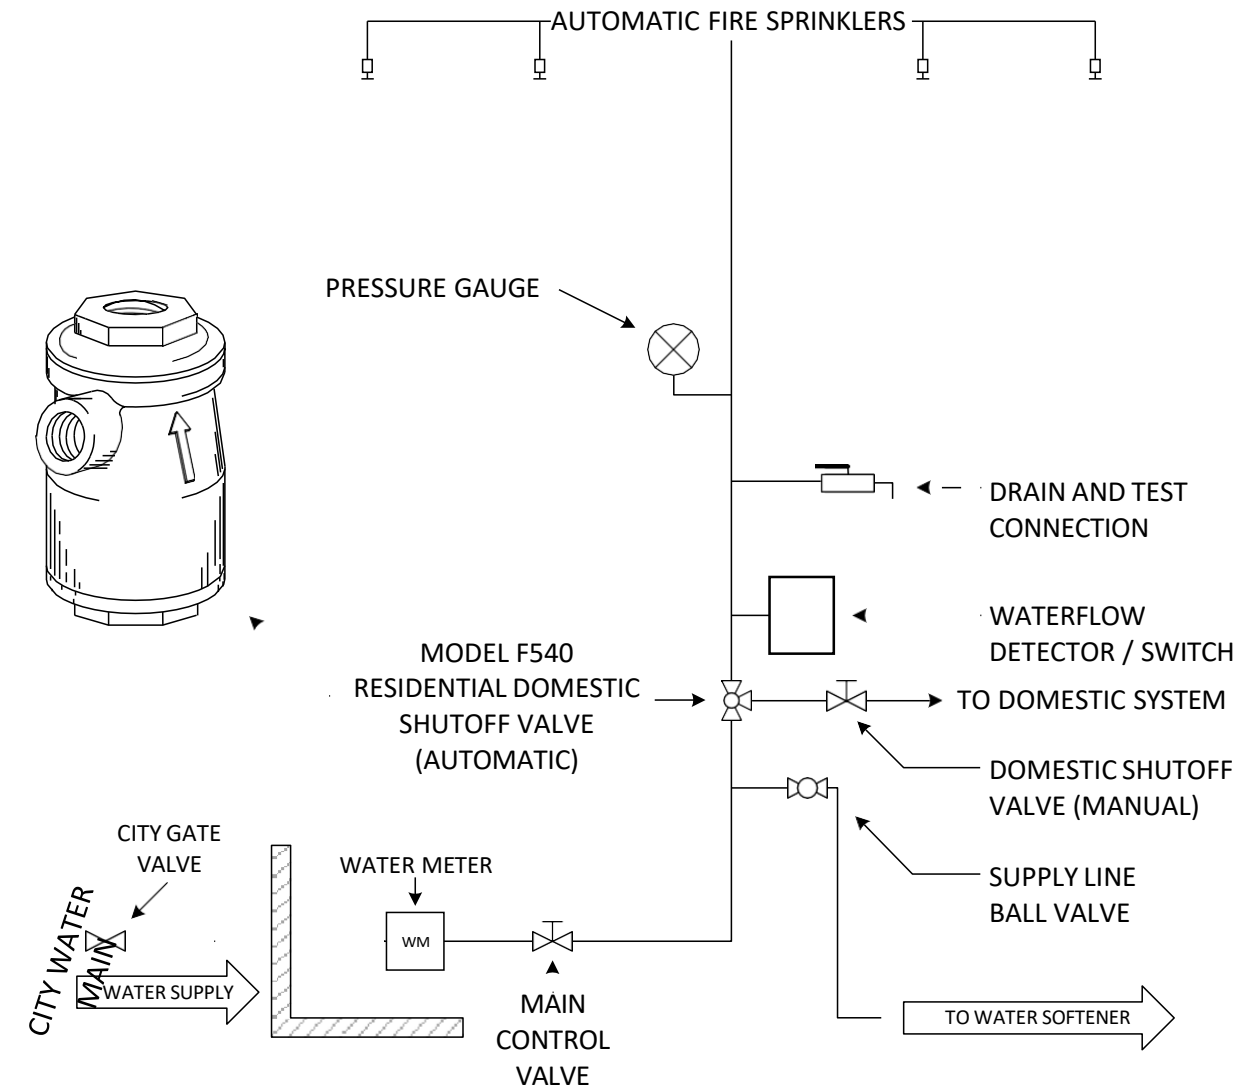 AUTOMATIC FIRE SPRINKLERS
PRESSURE GAUGE
DRAIN AND TEST
CONNECTION
WATERFLOW
DETECTOR / SWITCH
MODEL F540
RESIDENTIAL DOMESTIC
SHUTOFF VALVE
(AUTOMATIC)
TO DOMESTIC SYSTEM
DOMESTIC SHUTOFF
VALVE (MANUAL)
CITY GATE
VALVE
WATER METER
SUPPLY LINE
BALL VALVE
CITY WATER
MAIN
WM
WATER SUPPLY
MAIN
CONTROL
VALVE
TO WATER SOFTENER